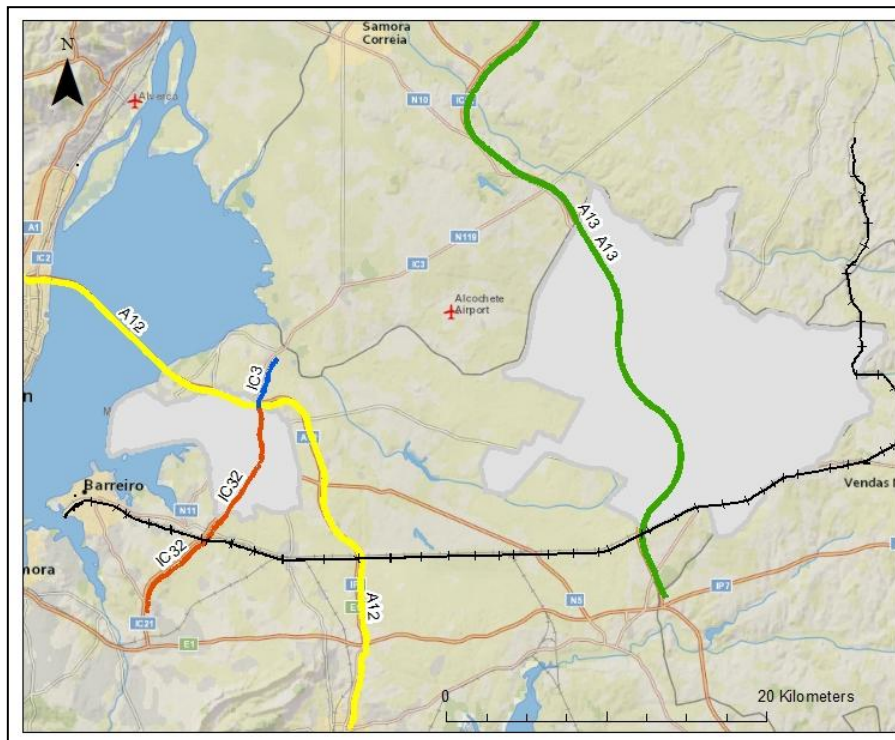 Samora
Correia
N
Alverca
N10
A13
A13
A1
N119
IC2
IC3
Alcochete
Airport
A12
IC3
n
M
IC32
Barreiro
N11
Vendas
IC32
mora
IP7
A12
N5
IC21
E1
0
20 Kilometers